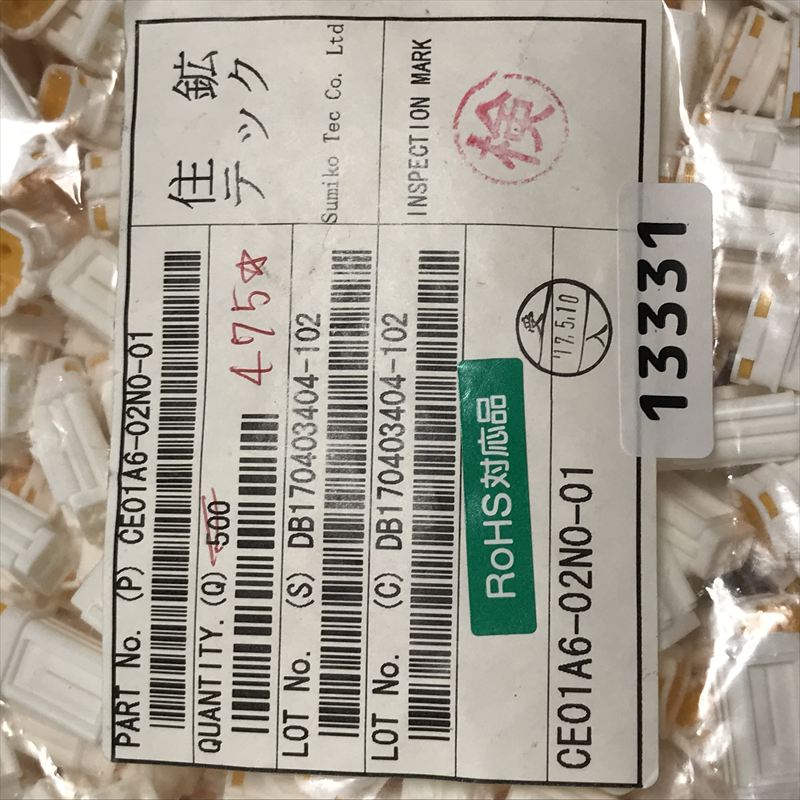 住鉱
テック
Sumiko Tec Co. Ltd
INSPECTION MARK
検
PART No. (P) CE01A6-02N0-01
QUANTITY.(Q) 500
475☆
LOT No. (S) DB170403404-102
LOT No. (C) DB170403404-102
RoHS対応品
受
'17.5.10
入
CE01A6-02N0-01
13331